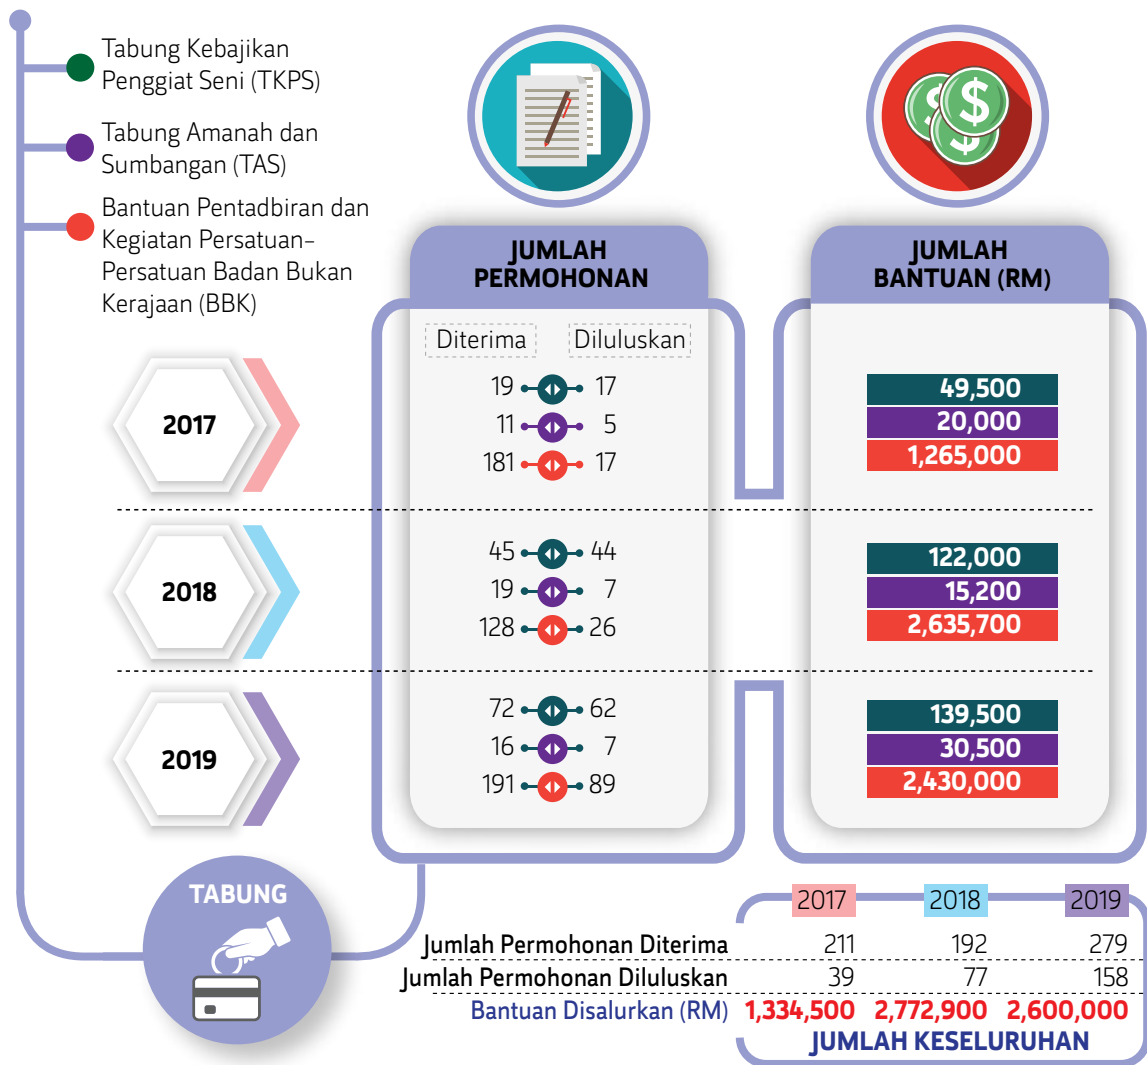 Tabung Kebajikan
Penggiat Seni (TKPS)
Tabung Amanah dan
Sumbangan (TAS)
Bantuan Pentadbiran dan
Kegiatan Persatuan-
Persatuan Badan Bukan
Kerajaan (BBK)
JUMLAH
PERMOHONAN
JUMLAH
BANTUAN (RM)
Diterima Diluluskan
2017
19 17
11 5
181 17
49,500
20,000
1,265,000
2018
45 44
19 7
128 26
122,000
15,200
2,635,700
2019
72 62
16 7
191 89
139,500
30,500
2,430,000
TABUNG
2017 2018 2019
Jumlah Permohonan Diterima 211 192 279
Jumlah Permohonan Diluluskan 39 77 158
Bantuan Disalurkan (RM) 1,334,500 2,772,900 2,600,000
JUMLAH KESELURUHAN